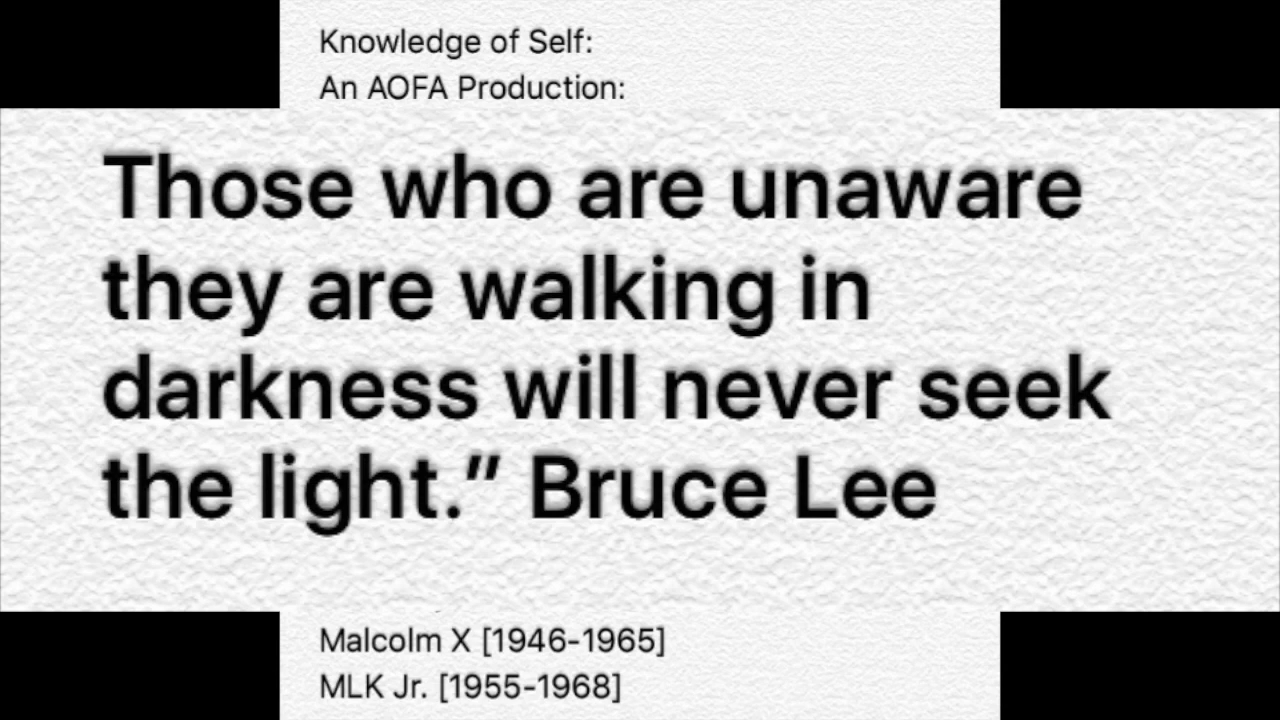 Knowledge of Self:
An AOFA Production:
Those who are unaware
they are walking in
darkness will never seek
the light.” Bruce Lee
Malcolm X [1946-1965]
MLK Jr. [1955-1968]